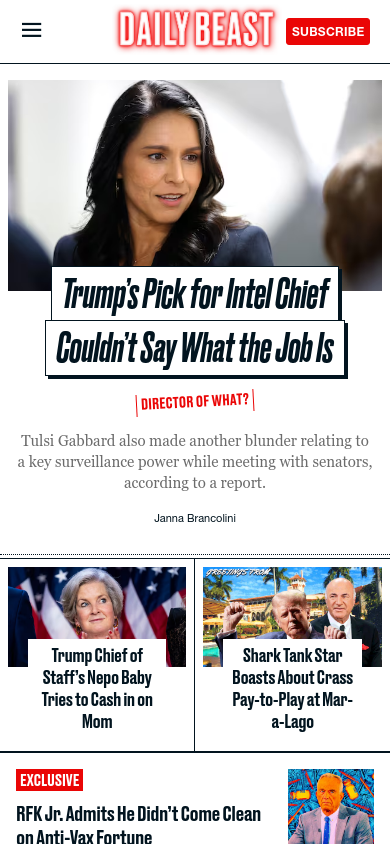 DAILY BEAST
SUBSCRIBE
Trump's Pick for Intel Chief
Couldn't Say What the Job Is
DIRECTOR OF WHAT?
Tulsi Gabbard also made another blunder relating to
a key surveillance power while meeting with senators,
according to a report.
Janna Brancolini
Trump Chief of
Staff's Nepo Baby
Tries to Cash in on
Mom
GREETINGS FROM...
Shark Tank Star
Boasts About Crass
Pay-to-Play at Mar-
a-Lago
EXCLUSIVE
RFK Jr. Admits He Didn't Come Clean
on Anti-Vax Fortune